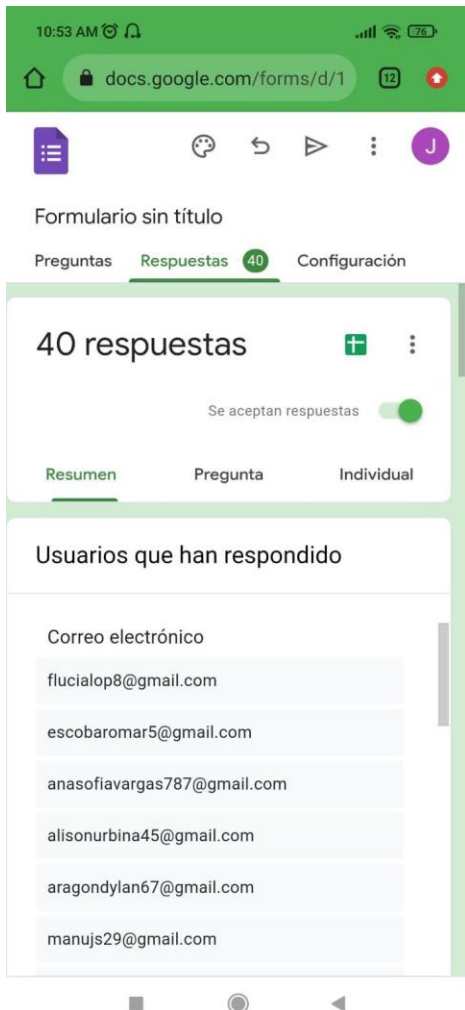 10:53 AM
76
docs.google.com/forms/d/1
12
J
Formulario sin título
Preguntas Respuestas 40 Configuración
40 respuestas
Se aceptan respuestas
Resumen Pregunta Individual
Usuarios que han respondido
Correo electrónico
flucialop8@gmail.com
escobaromar5@gmail.com
anasofiavargas787@gmail.com
alisonurbina45@gmail.com
aragondylan67@gmail.com
manujs29@gmail.com